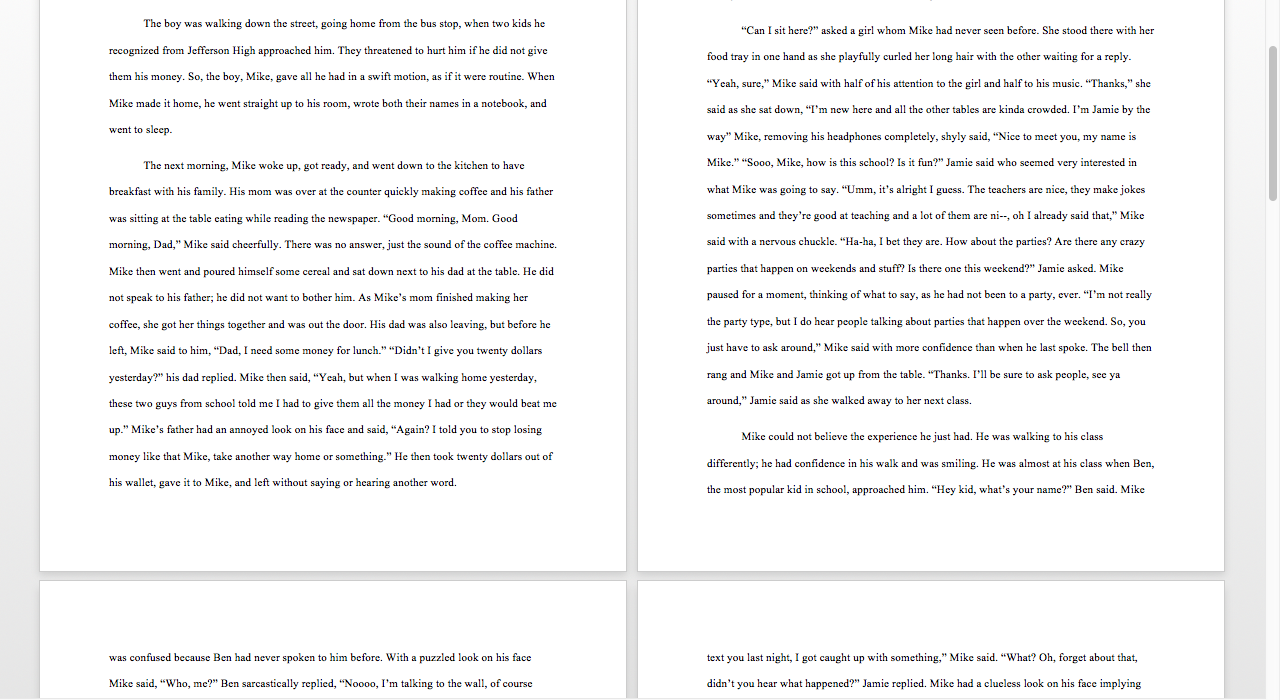 The boy was walking down the street, going home from the bus stop, when two kids he
recognized from Jefferson High approached him. They threatened to hurt him if he did not give
them his money. So, the boy, Mike, gave all he had in a swift motion, as if it were routine. When
Mike made it home, he went straight up to his room, wrote both their names in a notebook, and
went to sleep.
The next morning, Mike woke up, got ready, and went down to the kitchen to have
breakfast with his family. His mom was over at the counter quickly making coffee and his father
was sitting at the table eating while reading the newspaper. “Good morning, Mom. Good
morning, Dad,” Mike said cheerfully. There was no answer, just the sound of the coffee machine.
Mike then went and poured himself some cereal and sat down next to his dad at the table. He did
not speak to his father; he did not want to bother him. As Mike’s mom finished making her
coffee, she got her things together and was out the door. His dad was also leaving, but before he
left, Mike said to him, “Dad, I need some money for lunch.” “Didn’t I give you twenty dollars
yesterday?” his dad replied. Mike then said, “Yeah, but when I was walking home yesterday,
these two guys from school told me I had to give them all the money I had or they would beat me
up.” Mike’s father had an annoyed look on his face and said, “Again? I told you to stop losing
money like that Mike, take another way home or something.” He then took twenty dollars out of
his wallet, gave it to Mike, and left without saying or hearing another word.
“Can I sit here?” asked a girl whom Mike had never seen before. She stood there with her
food tray in one hand as she playfully curled her long hair with the other waiting for a reply.
“Yeah, sure,” Mike said with half of his attention to the girl and half to his music. “Thanks,” she
said as she sat down, “I’m new here and all the other tables are kinda crowded. I’m Jamie by the
way” Mike, removing his headphones completely, shyly said, “Nice to meet you, my name is
Mike.” “Sooo, Mike, how is this school? Is it fun?” Jamie said who seemed very interested in
what Mike was going to say. “Umm, it’s alright I guess. The teachers are nice, they make jokes
sometimes and they’re good at teaching and a lot of them are ni--, oh I already said that,” Mike
said with a nervous chuckle. “Ha-ha, I bet they are. How about the parties? Are there any crazy
parties that happen on weekends and stuff? Is there one this weekend?” Jamie asked. Mike
paused for a moment, thinking of what to say, as he had not been to a party, ever. “I’m not really
the party type, but I do hear people talking about parties that happen over the weekend. So, you
just have to ask around,” Mike said with more confidence than when he last spoke. The bell then
rang and Mike and Jamie got up from the table. “Thanks. I’ll be sure to ask people, see ya
around,” Jamie said as she walked away to her next class.
Mike could not believe the experience he just had. He was walking to his class
differently; he had confidence in his walk and was smiling. He was almost at his class when Ben,
the most popular kid in school, approached him. “Hey kid, what’s your name?” Ben said. Mike
was confused because Ben had never spoken to him before. With a puzzled look on his face
Mike said, “Who, me?” Ben sarcastically replied, “Noooo, I’m talking to the wall, of course
text you last night, I got caught up with something,” Mike said. “What? Oh, forget about that,
didn’t you hear what happened?” Jamie replied. Mike had a clueless look on his face implying